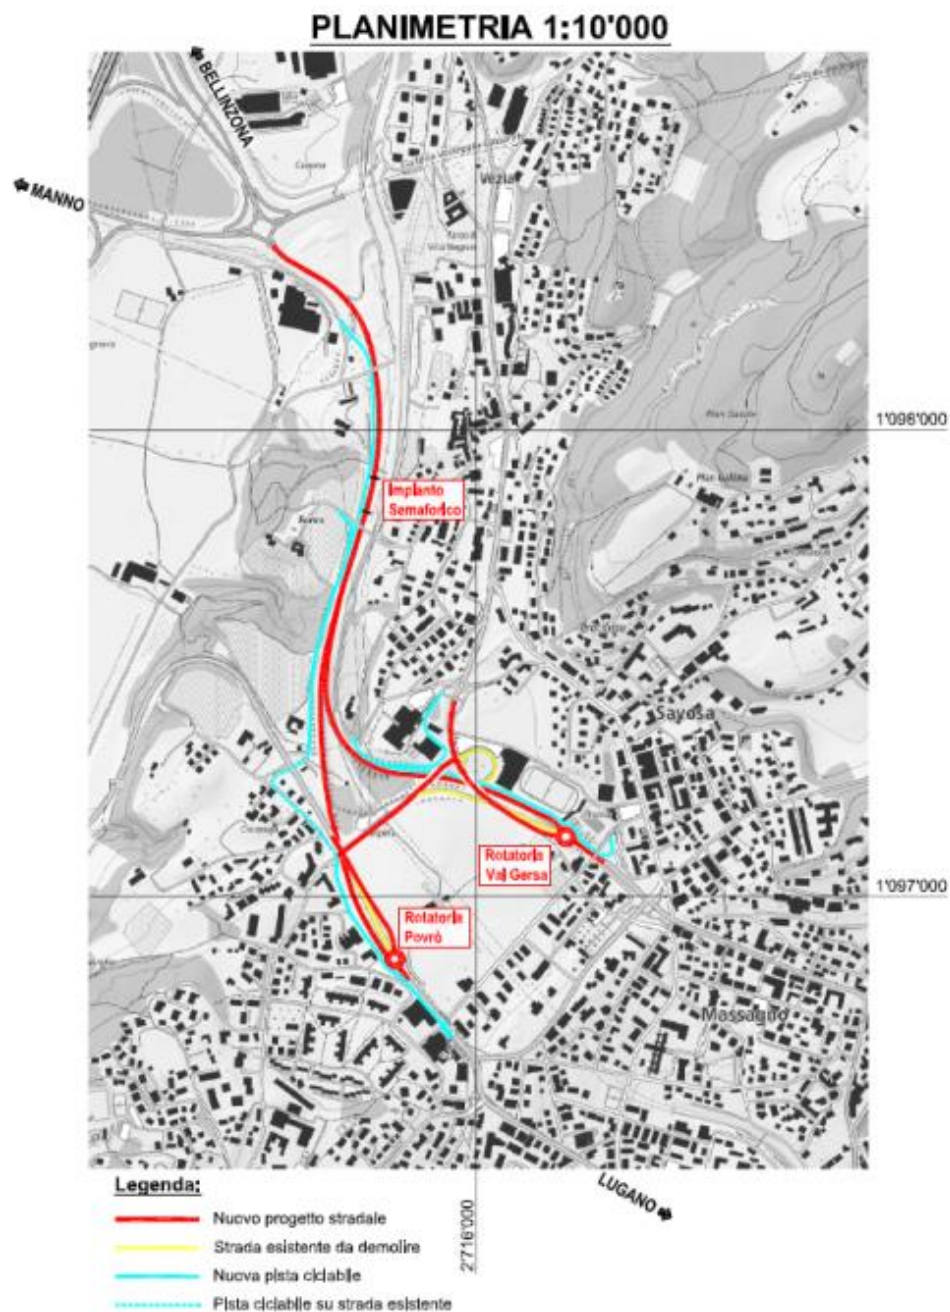 PLANIMETRIA 1:10'000
BELLINZONA
MANNO
Vezia
1'098'000
Impianto
Semaforico
Savosa
Rotatoria
Val Gersa
1'097'000
Rotatoria
Povrò
Massagno
LUGANO
2'716'000
Legenda:
Nuovo progetto stradale
Strada esistente da demolire
Nuova pista ciclabile
Pista ciclabile su strada esistente